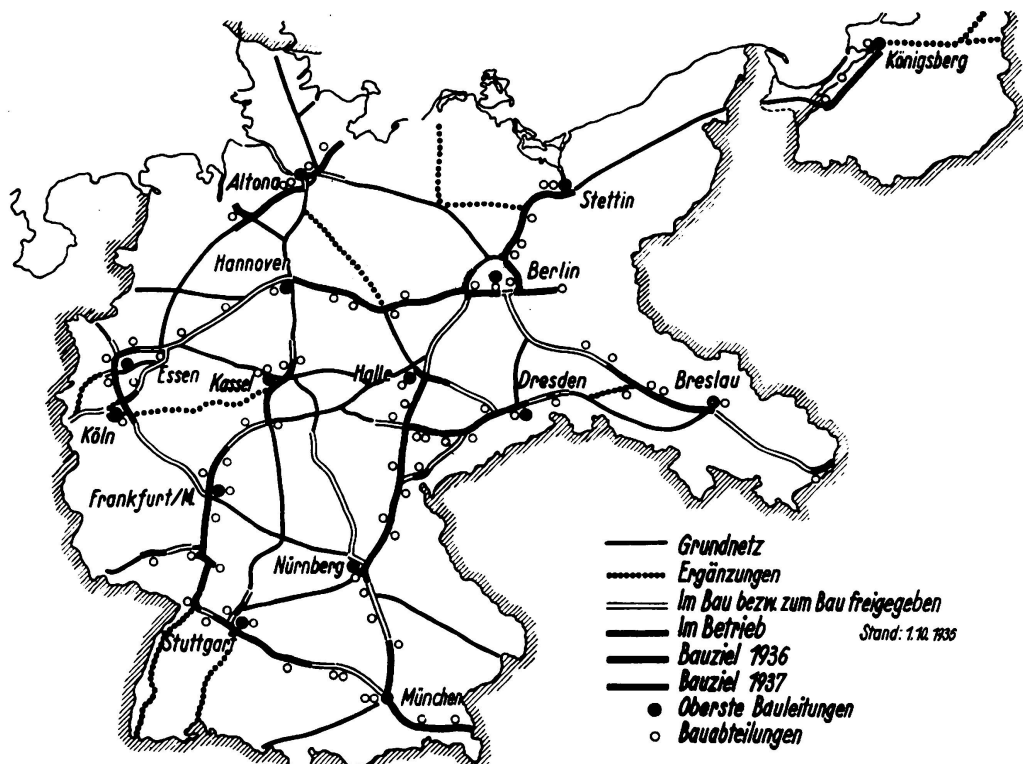 Königsberg
Altona
Stettin
Hannover
Berlin
Essen
Kassel
Halle
Dresden
Breslau
Köln
Frankfurt/M.
Nürnberg
Stuttgart
München
Grundnetz
Ergänzungen
Im Bau bezw. zum Bau freigegeben
Im Betrieb
Stand: 1.10.1936
Bauziel 1936
Bauziel 1937
Oberste Bauleitungen
Bauabteilungen